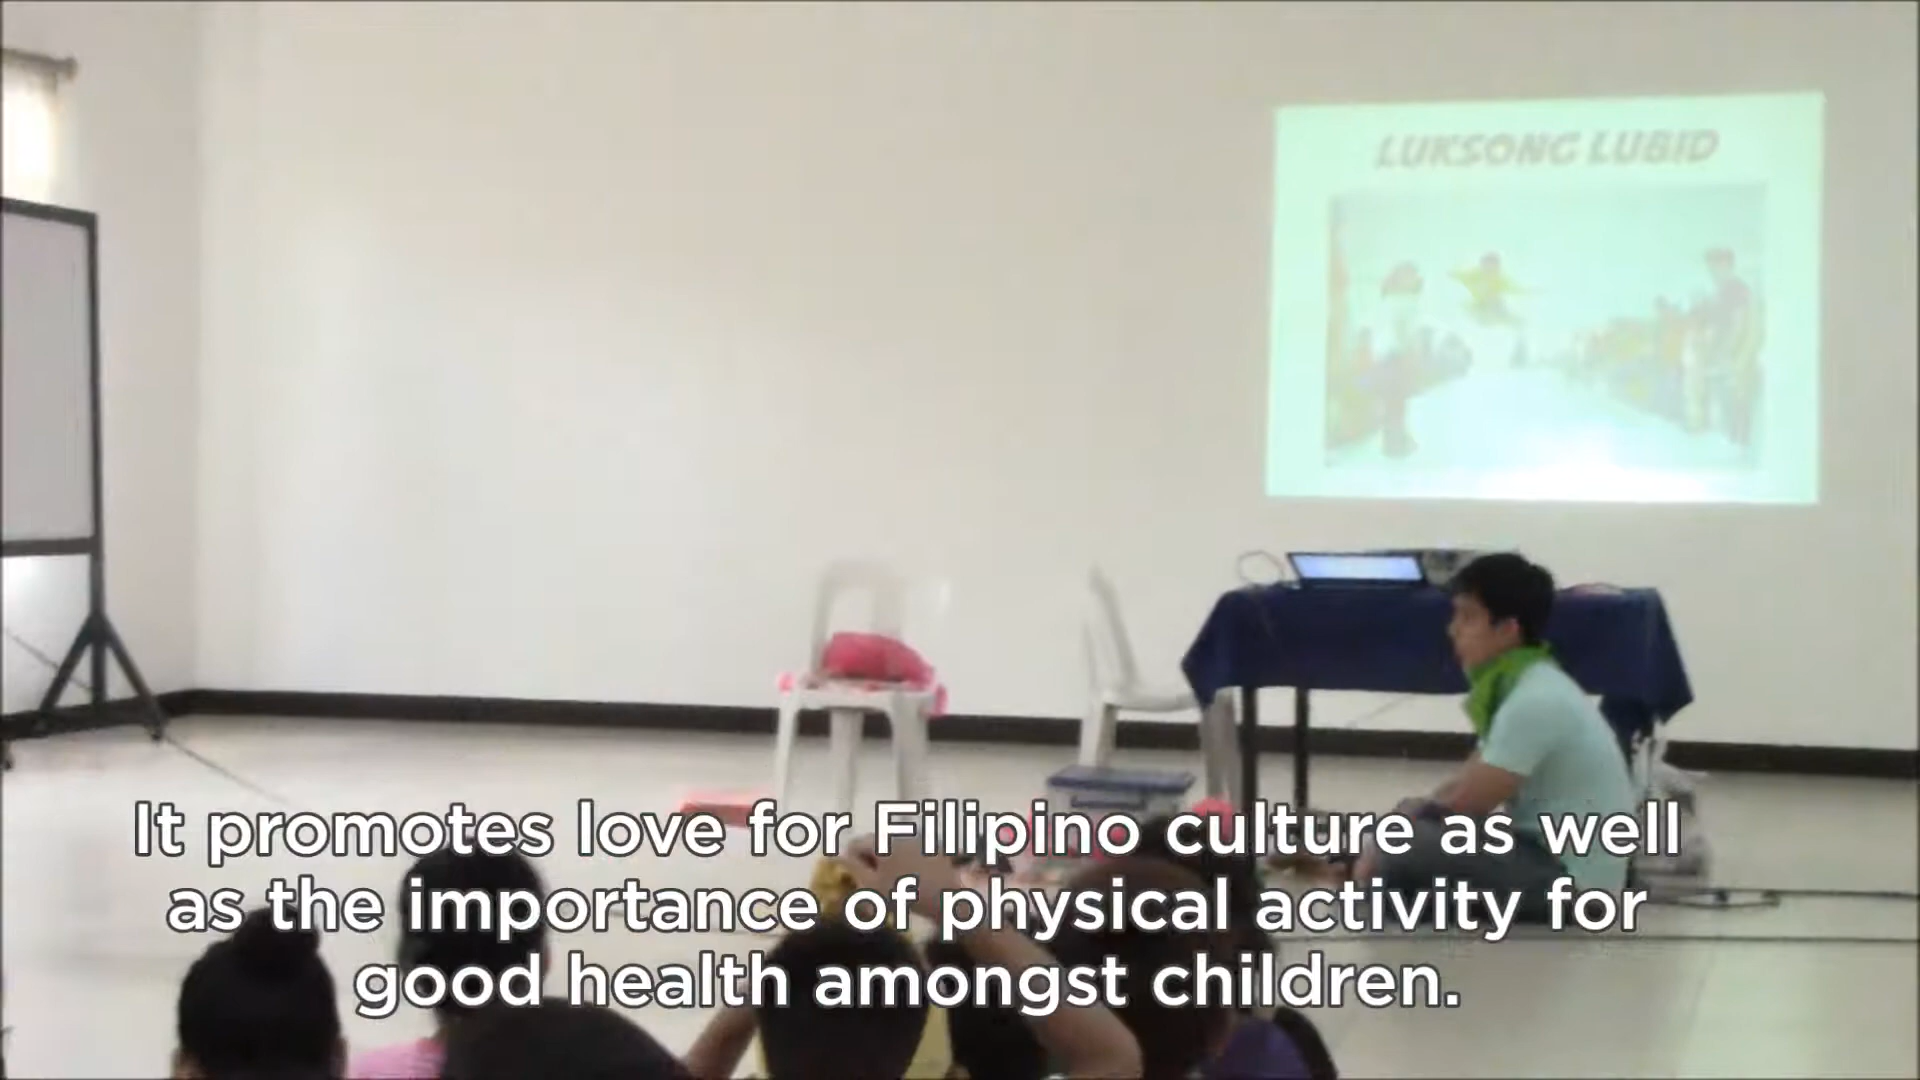 LUKSONG LUBID
It promotes love for Filipino culture as well
as the importance of physical activity for
good health amongst children.